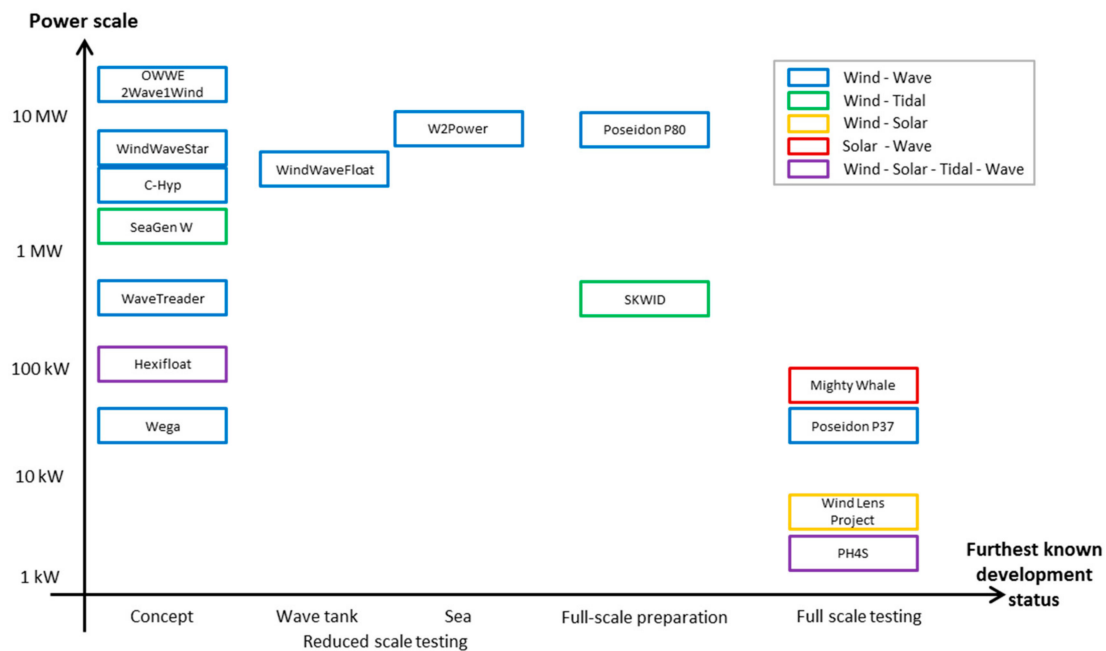 Power scale
OWWE
2Wave1Wind
10 MW
W2Power
Poseidon P80
WindWaveStar
WindWaveFloat
C-Hyp
SeaGen W
1 MW
WaveTreader
SKWID
Hexifloat
100 kW
Mighty Whale
Wega
Poseidon P37
10 kW
Wind Lens
Project
PH4S
1 kW
Wind - Wave
Wind - Tidal
Wind - Solar
Solar - Wave
Wind - Solar - Tidal - Wave
Furthest known
development
status
Concept
Wave tank
Sea
Full-scale preparation
Full scale testing
Reduced scale testing